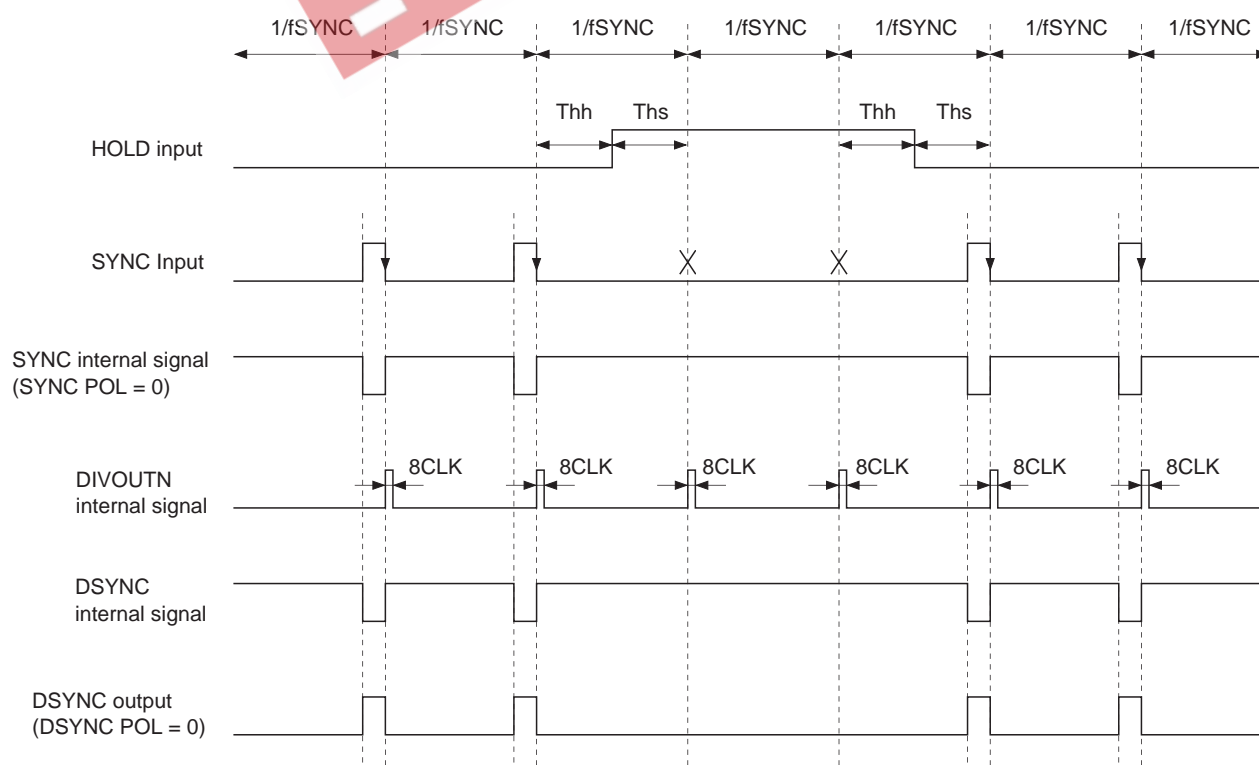 1/fSYNC 1/fSYNC 1/fSYNC 1/fSYNC 1/fSYNC 1/fSYNC 1/fSYNC
Thh Ths Thh Ths
HOLD input
SYNC Input
SYNC internal signal
(SYNC POL = 0)
8CLK 8CLK 8CLK 8CLK 8CLK 8CLK
DIVOUTN
internal signal
DSYNC
internal signal
DSYNC output
(DSYNC POL = 0)